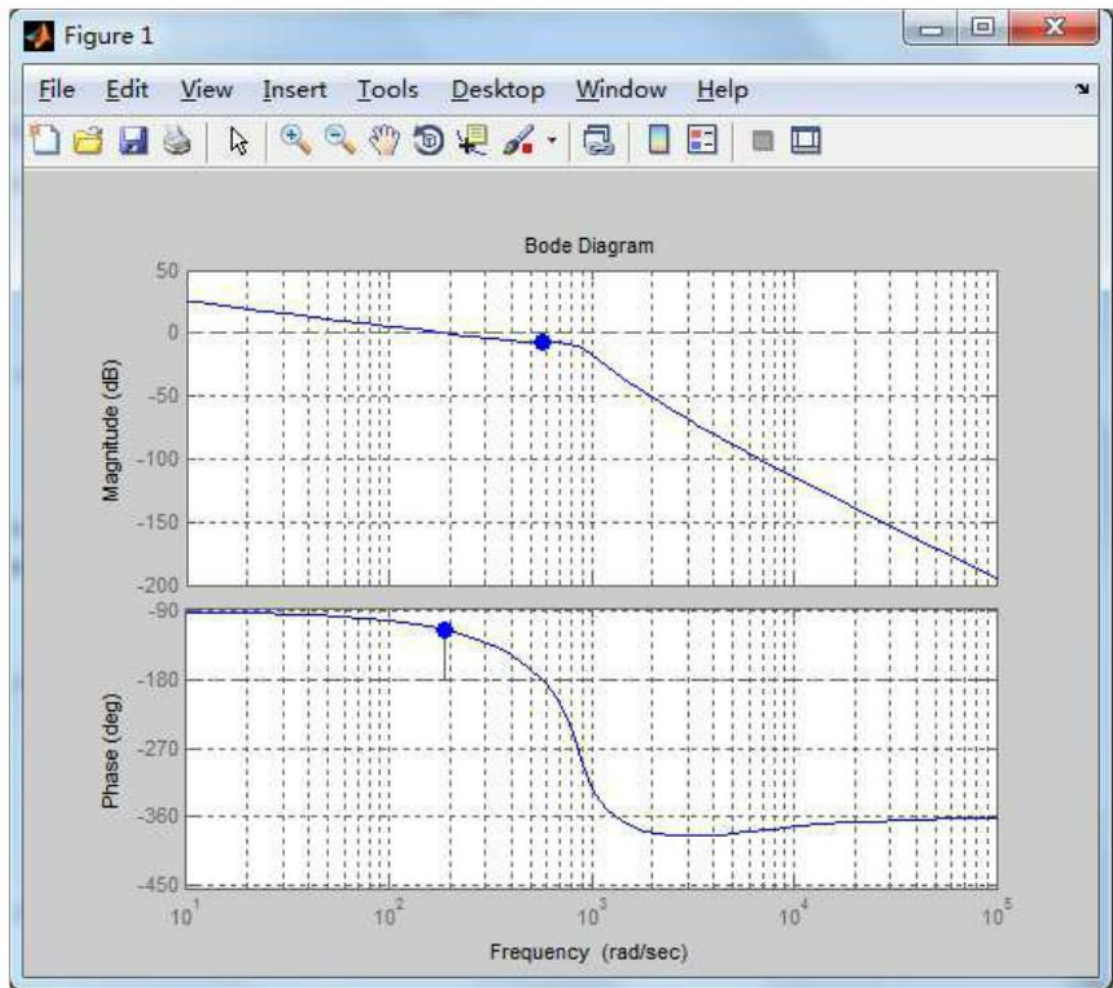 Figure 1
File Edit View Insert Tools Desktop Window Help
Bode Diagram
50
0
-50
-100
-150
-200
Magnitude (dB)
-90
-180
-270
-360
-450
Phase (deg)
10^1 10^2 10^3 10^4 10^5
Frequency (rad/sec)